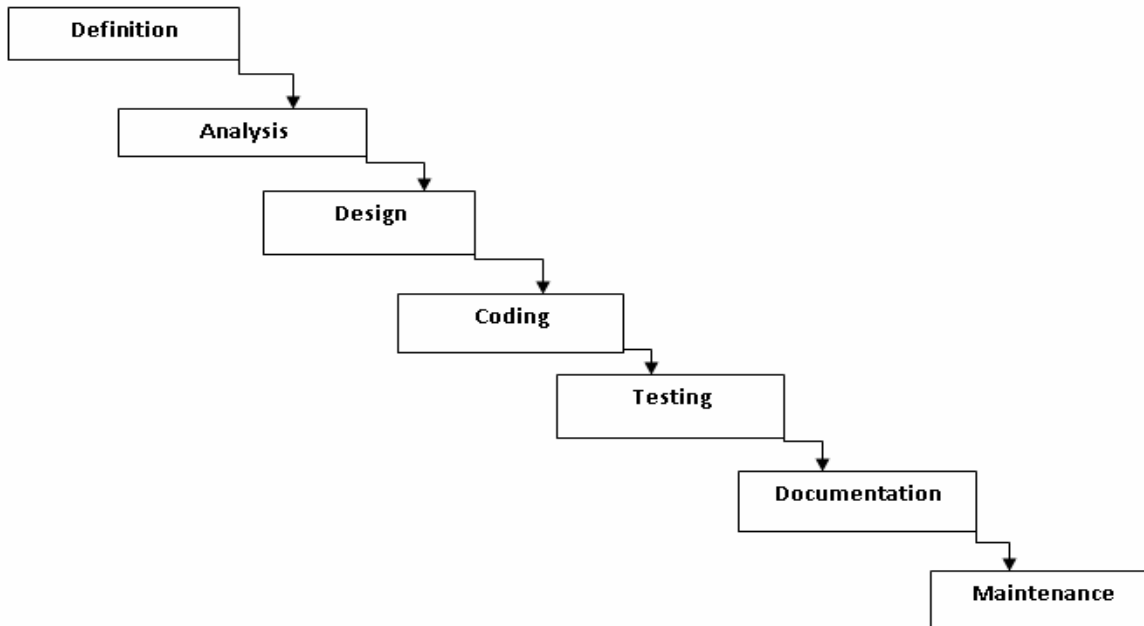 Definition
Analysis
Design
Coding
Testing
Documentation
Maintenance